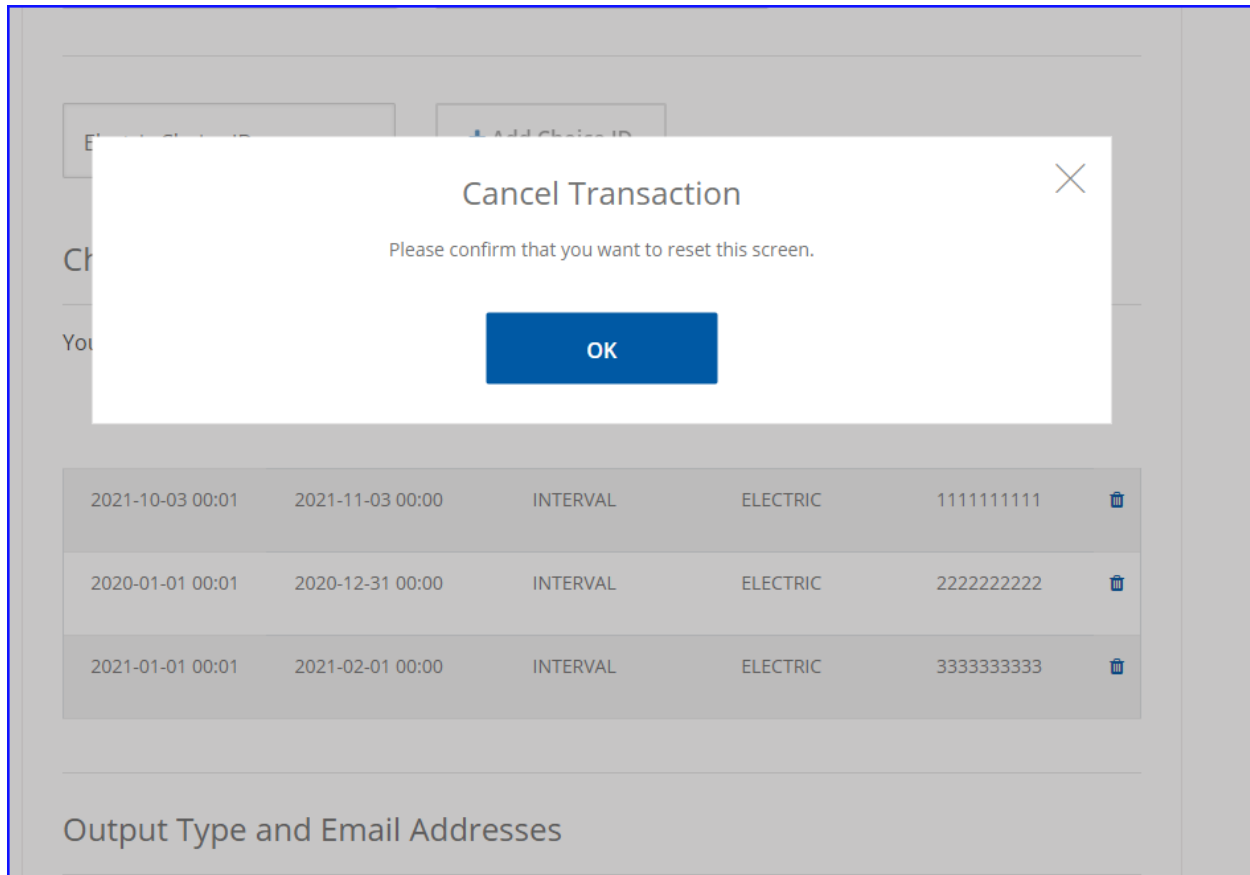 Cancel Transaction
Please confirm that you want to reset this screen.
You
OK
2021-10-03 00:01 2021-11-03 00:00 INTERVAL ELECTRIC 1111111111
2020-01-01 00:01 2020-12-31 00:00 INTERVAL ELECTRIC 2222222222
2021-01-01 00:01 2021-02-01 00:00 INTERVAL ELECTRIC 3333333333
Output Type and Email Addresses